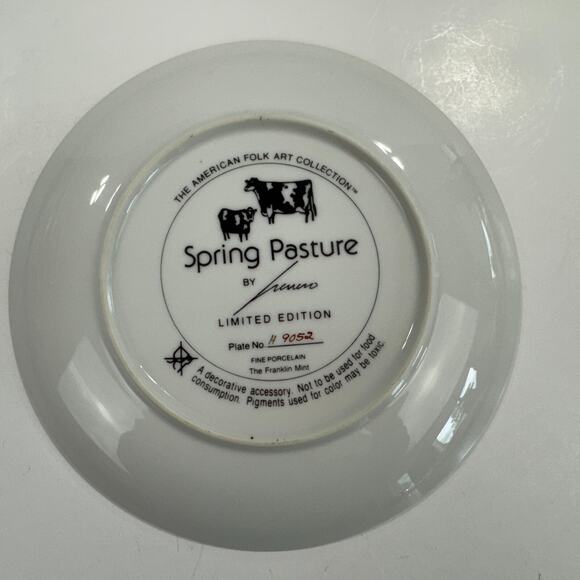 THE AMERICAN FOLK ART COLLECTION™
Spring Pasture
BY
LIMITED EDITION
Plate No H 9052
FINE PORCELAIN
The Franklin Mint
A decorative accessory. Not to be used for food
consumption. Pigments used for color may be toxic.